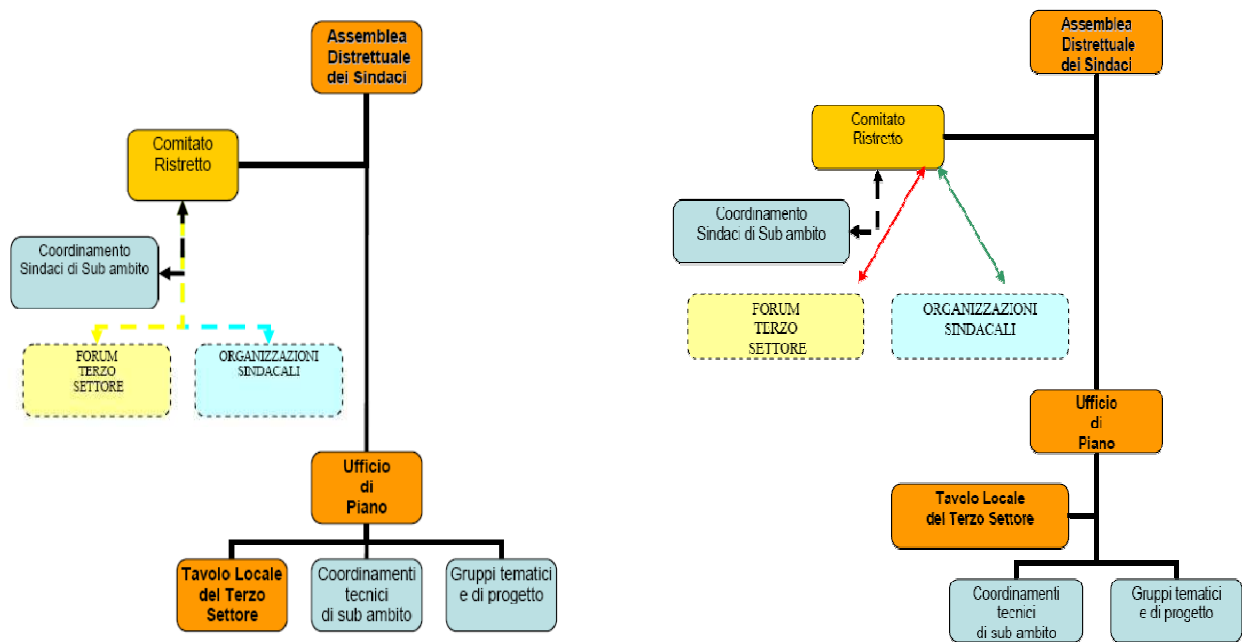 Assemblea
Distrettuale
dei Sindaci
Comitato
Ristretto
Coordinamento
Sindaci di Sub ambito
FORUM
TERZO
SETTORE
ORGANIZZAZIONI
SINDACALI
Ufficio
di
Piano
Tavolo Locale
del Terzo
Settore
Coordinamenti
tecnici
di sub ambito
Gruppi tematici
e di progetto
Assemblea
Distrettuale
dei Sindaci
Comitato
Ristretto
Coordinamento
Sindaci di Sub ambito
FORUM
TERZO
SETTORE
ORGANIZZAZIONI
SINDACALI
Ufficio
di
Piano
Tavolo Locale
del Terzo Settore
Coordinamenti
tecnici
di sub ambito
Gruppi tematici
e di progetto